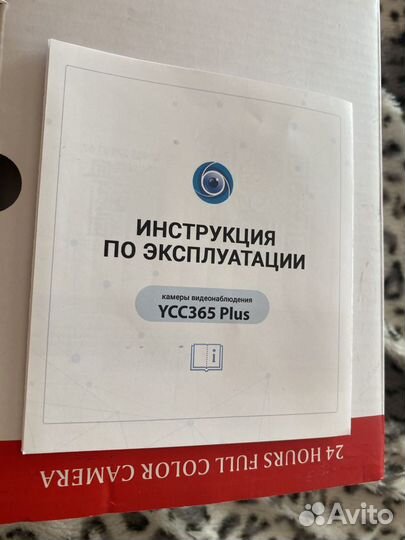 ИНСТРУКЦИЯ
ПО ЭКСПЛУАТАЦИИ
камеры видеонаблюдения
YCC365 Plus
24 HOURS FULL COLOR CAMERA
Avito